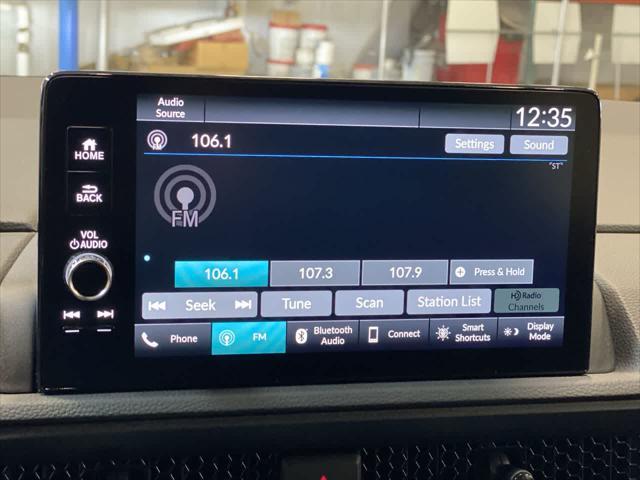 Audio
Source
12:35
FM
106.1
Settings
Sound
"ST"
HOME
FM
BACK
VOL
AUDIO
106.1
107.3
107.9
Press & Hold
Seek
Tune
Scan
Station List
HD Radio
Channels
Phone
FM
Bluetooth
Audio
Connect
Smart
Shortcuts
Display
Mode